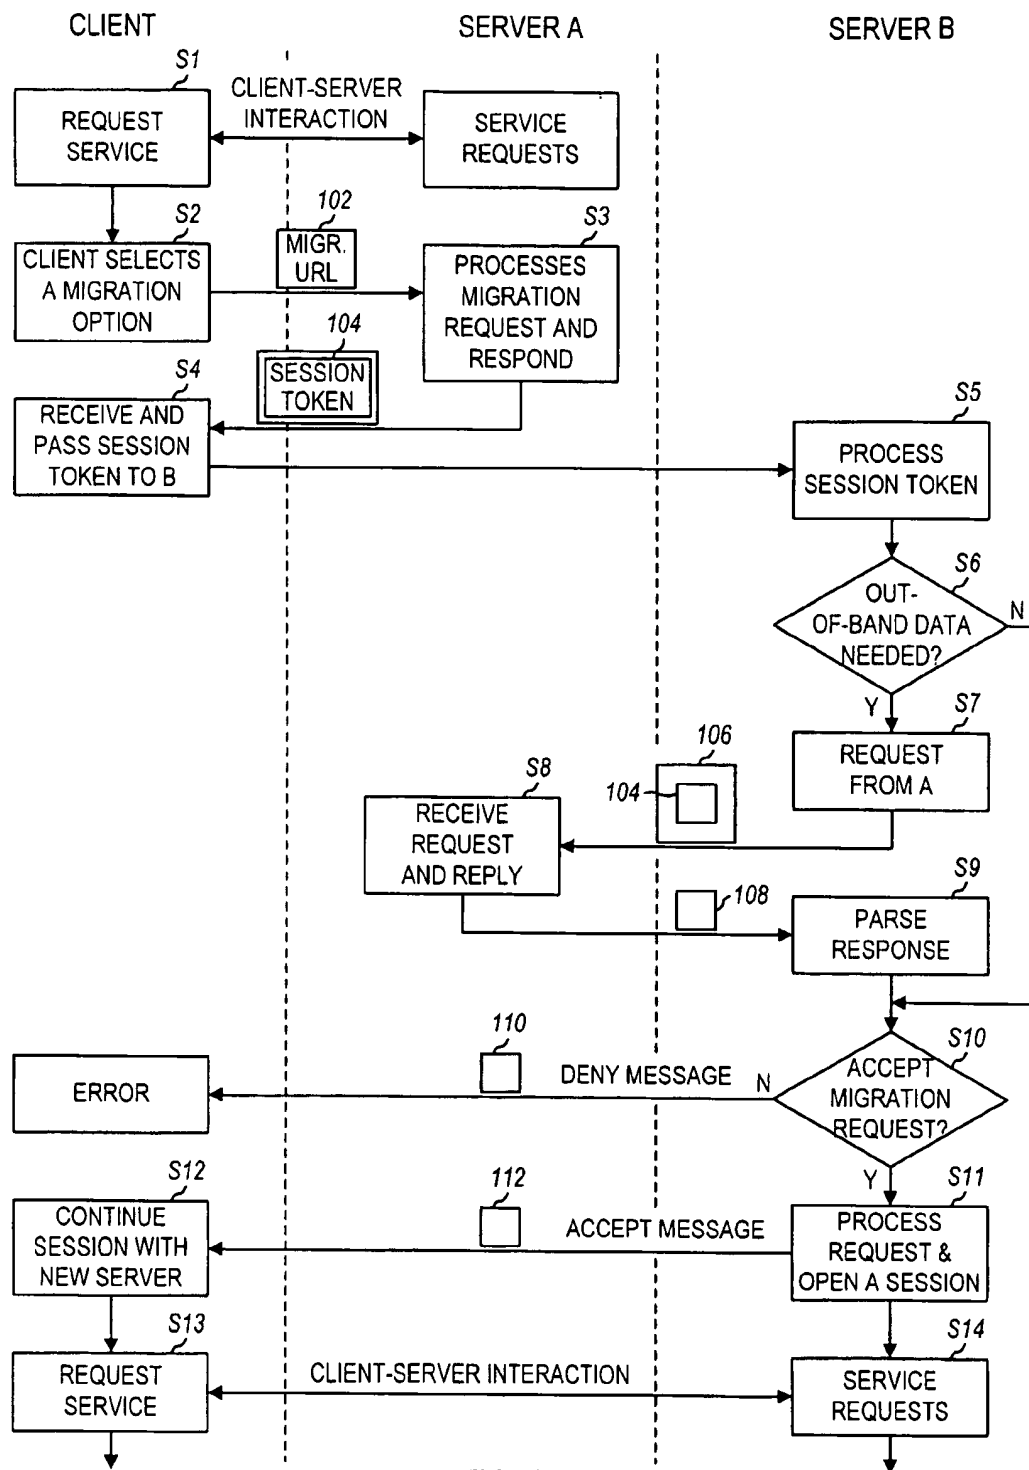 CLIENT
SERVER A
SERVER B
S1
REQUEST
SERVICE
CLIENT-SERVER
INTERACTION
SERVICE
REQUESTS
S2
CLIENT SELECTS
A MIGRATION
OPTION
102
MIGR.
URL
S3
PROCESSES
MIGRATION
REQUEST AND
RESPOND
104
SESSION
TOKEN
S4
RECEIVE AND
PASS SESSION
TOKEN TO B
S5
PROCESS
SESSION TOKEN
S6
OUT-
OF-BAND DATA
NEEDED?
N
Y
S7
REQUEST
FROM A
106
104
S8
RECEIVE
REQUEST
AND REPLY
108
S9
PARSE
RESPONSE
S10
ACCEPT
MIGRATION
REQUEST?
N
110
DENY MESSAGE
ERROR
Y
S11
PROCESS
REQUEST &
OPEN A SESSION
112
ACCEPT MESSAGE
S12
CONTINUE
SESSION WITH
NEW SERVER
S13
REQUEST
SERVICE
CLIENT-SERVER INTERACTION
S14
SERVICE
REQUESTS